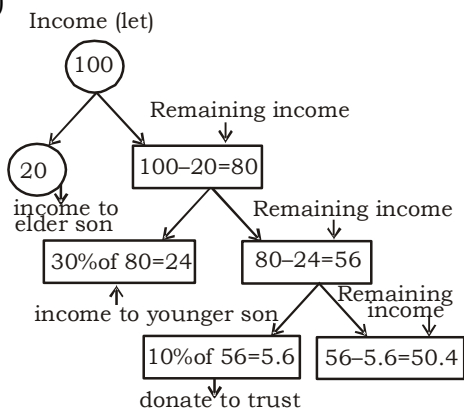 )
Income (let)
100
Remaining income
20
100–20=80
income to
elder son
Remaining income
30%of 80=24
80–24=56
Remaining
income
income to younger son
10%of 56=5.6
56–5.6=50.4
donate to trust